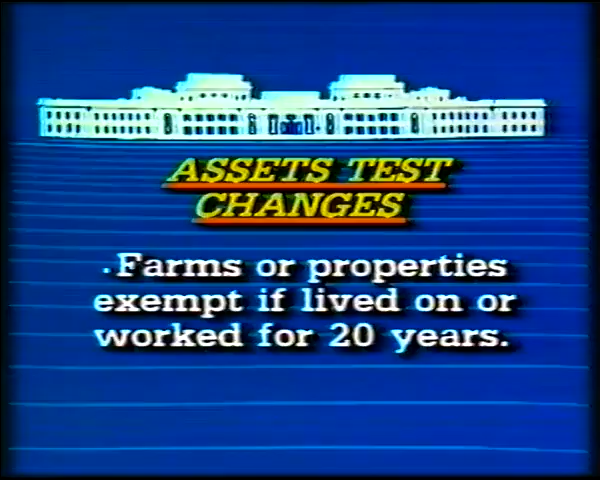 ASSETS TEST
CHANGES
·Farms or properties
exempt if lived on or
worked for 20 years.